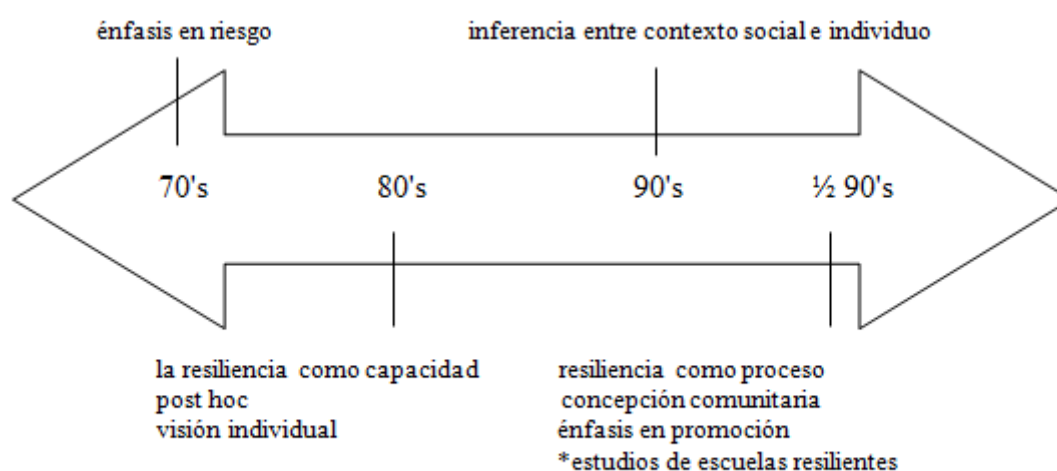 énfasis en riesgo
inferencia entre contexto social e individuo
70's
80's
90's
½ 90's
la resiliencia como capacidad
post hoc
visión individual
resiliencia como proceso
concepción comunitaria
énfasis en promoción
*estudios de escuelas resilientes